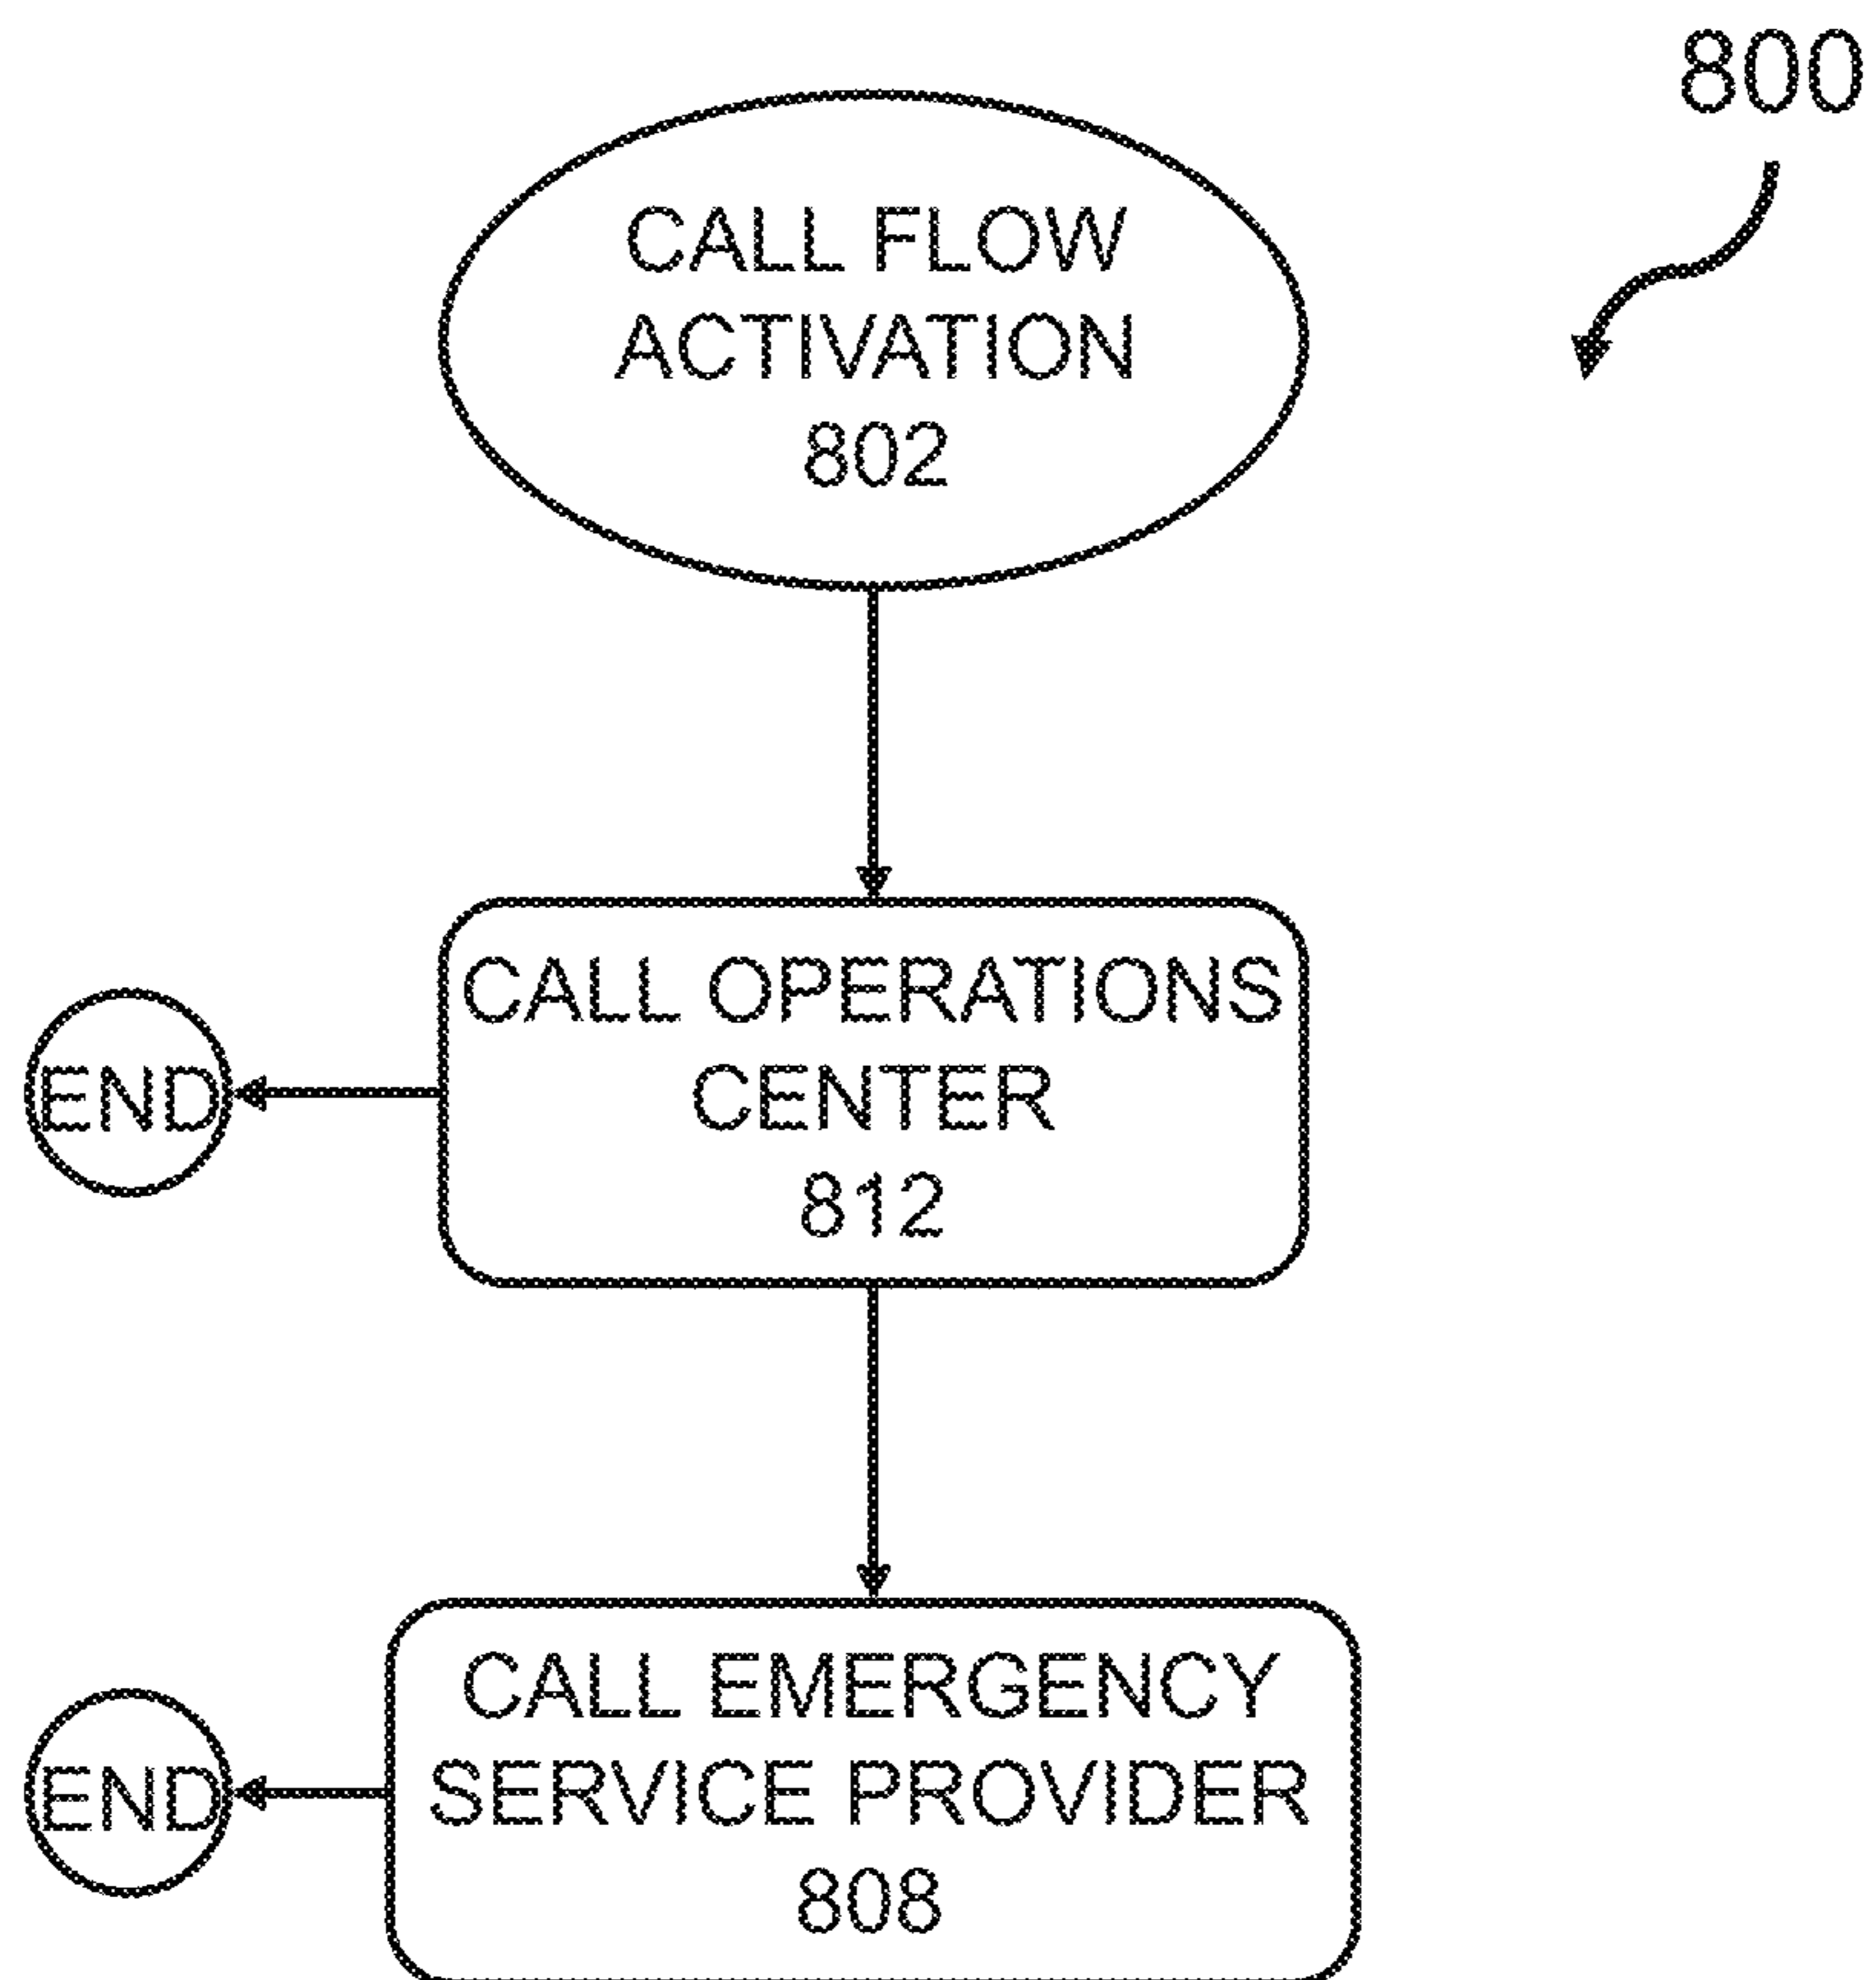 800
CALL FLOW
ACTIVATION
802
CALL OPERATIONS
CENTER
812
END
CALL EMERGENCY
SERVICE PROVIDER
808
END